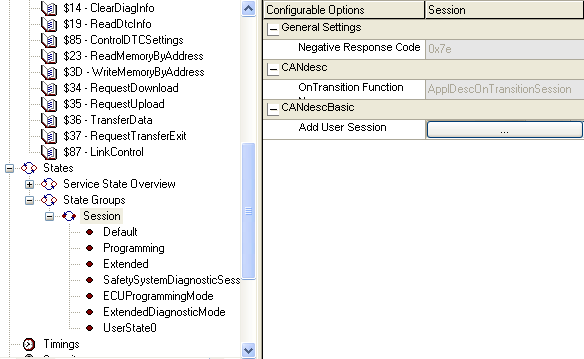 $14 - ClearDiagInfo
$19 - ReadDtcInfo
$85 - ControlDTCSettings
$23 - ReadMemoryByAddress
$3D - WriteMemoryByAddress
$34 - RequestDownload
$35 - RequestUpload
$36 - TransferData
$37 - RequestTransferExit
$87 - LinkControl
States
Service State Overview
State Groups
Session
Default
Programming
Extended
SafetySystemDiagnosticSess
ECUProgrammingMode
ExtendedDiagnosticMode
UserState0
Timings
Configurable Options Session
General Settings
Negative Response Code 0x7e
CANdesc
OnTransition Function ApplDescOnTransitionSession
CANdescBasic
Add User Session ...